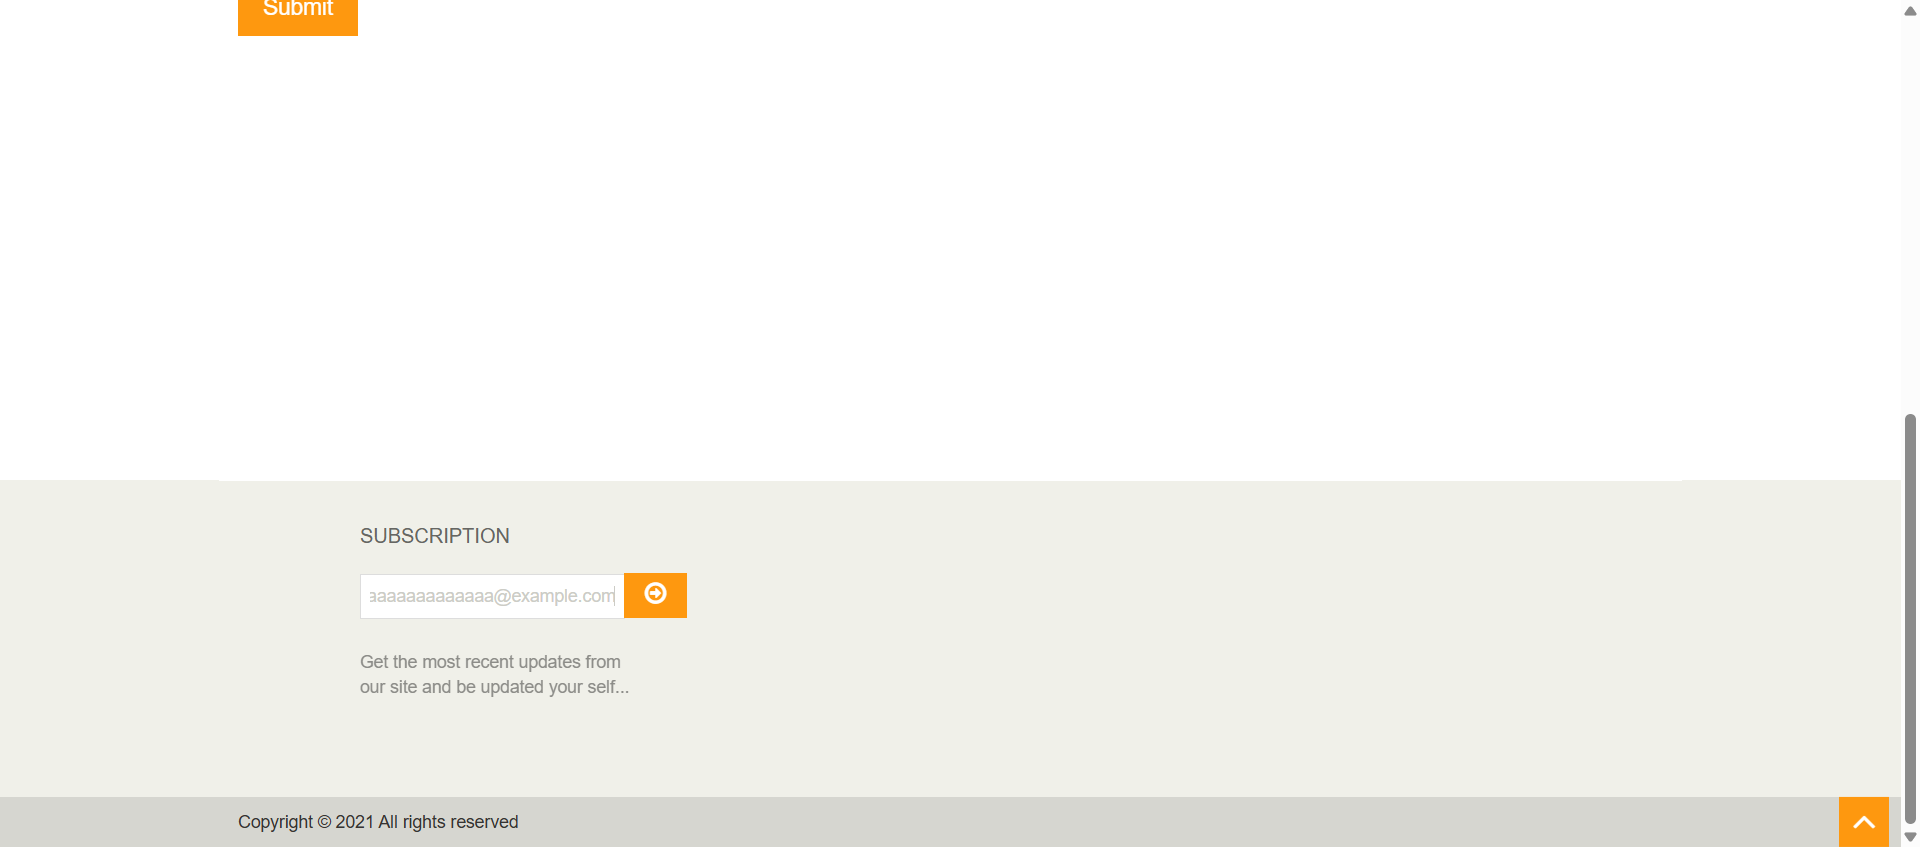 Submit
SUBSCRIPTION
aaaaaaaaaaaaa@example.com
Get the most recent updates from
our site and be updated your self...
Copyright © 2021 All rights reserved